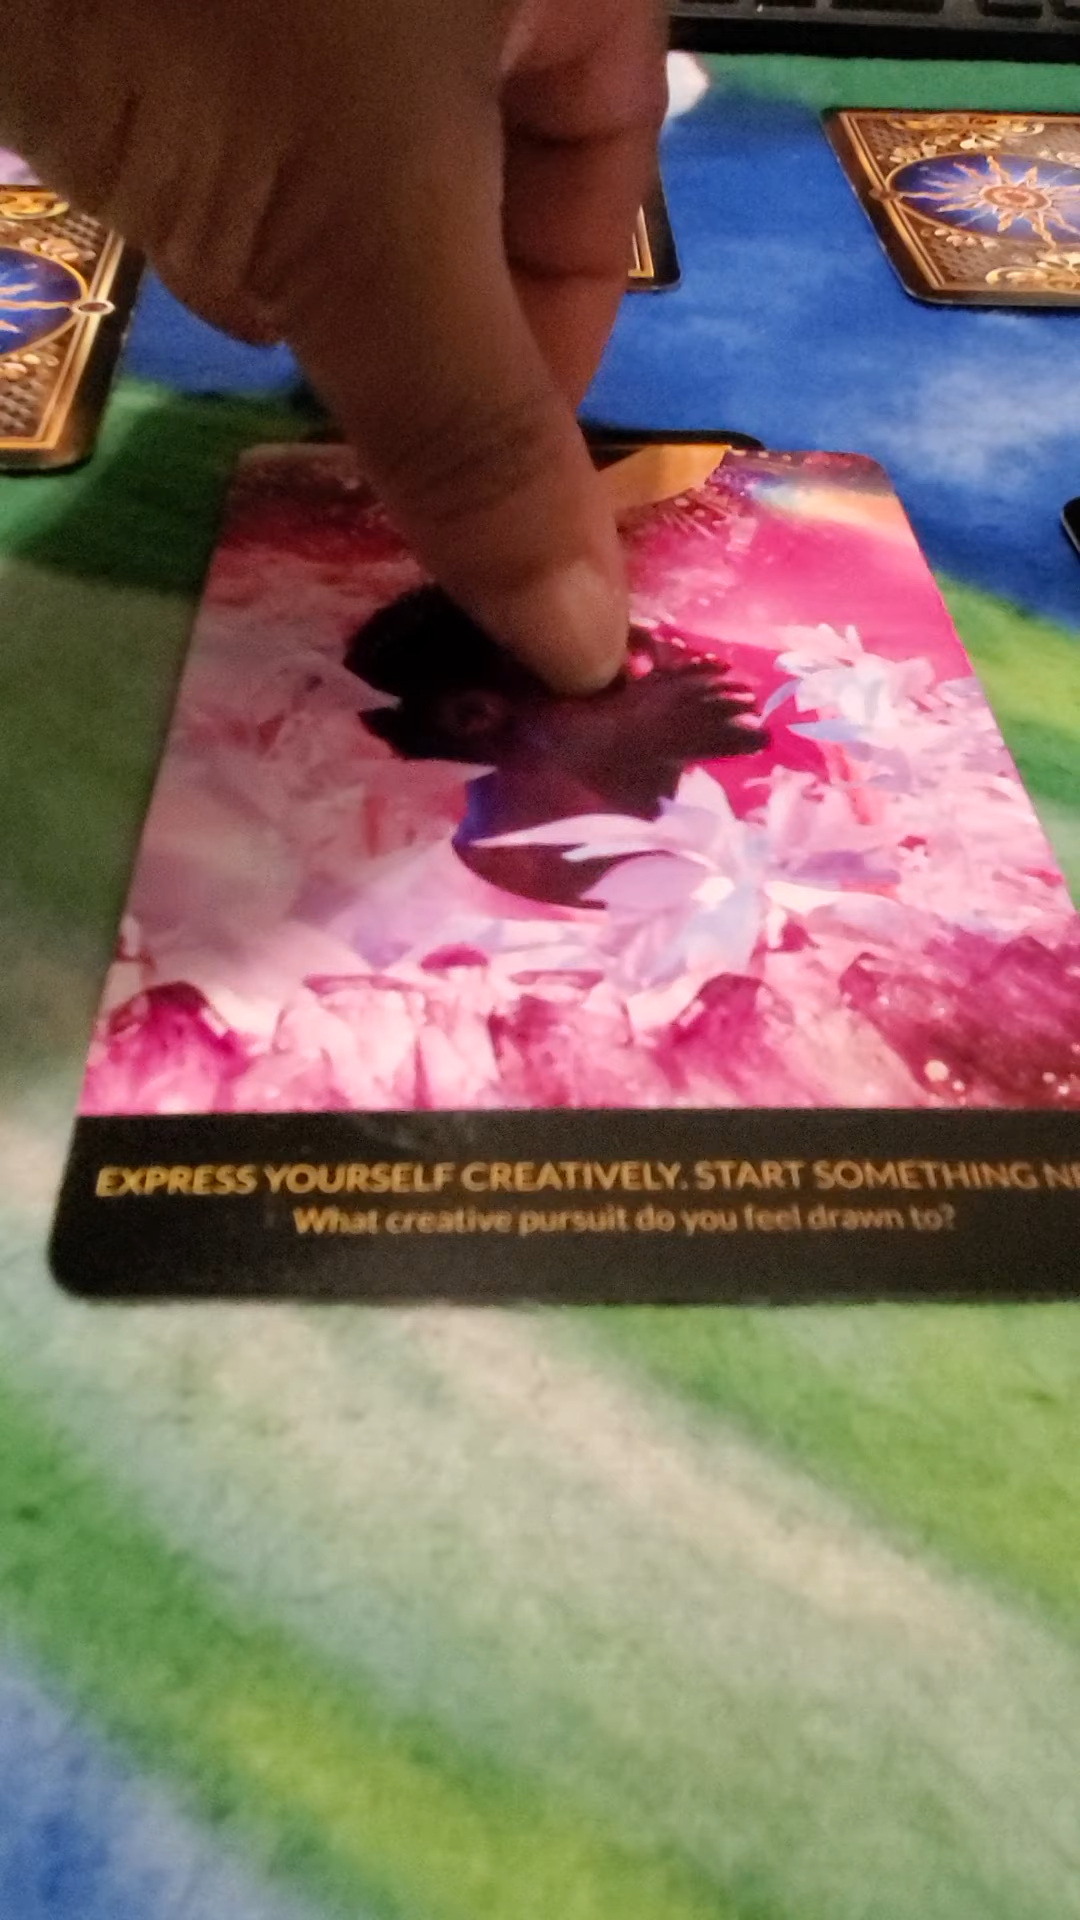 EXPRESS YOURSELF CREATIVELY. START SOMETHING
What creative pursuit do you feel drawn to?